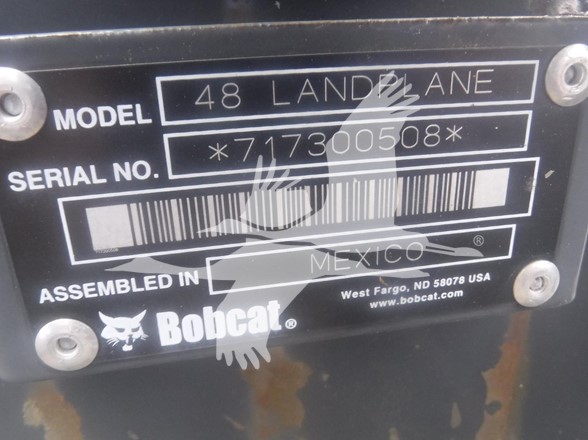 MODEL 48 LANDPLANE
SERIAL NO. *717300508*
ASSEMBLED IN MEXICO
®
Bobcat®
West Fargo, ND 58078 USA
www.bobcat.com